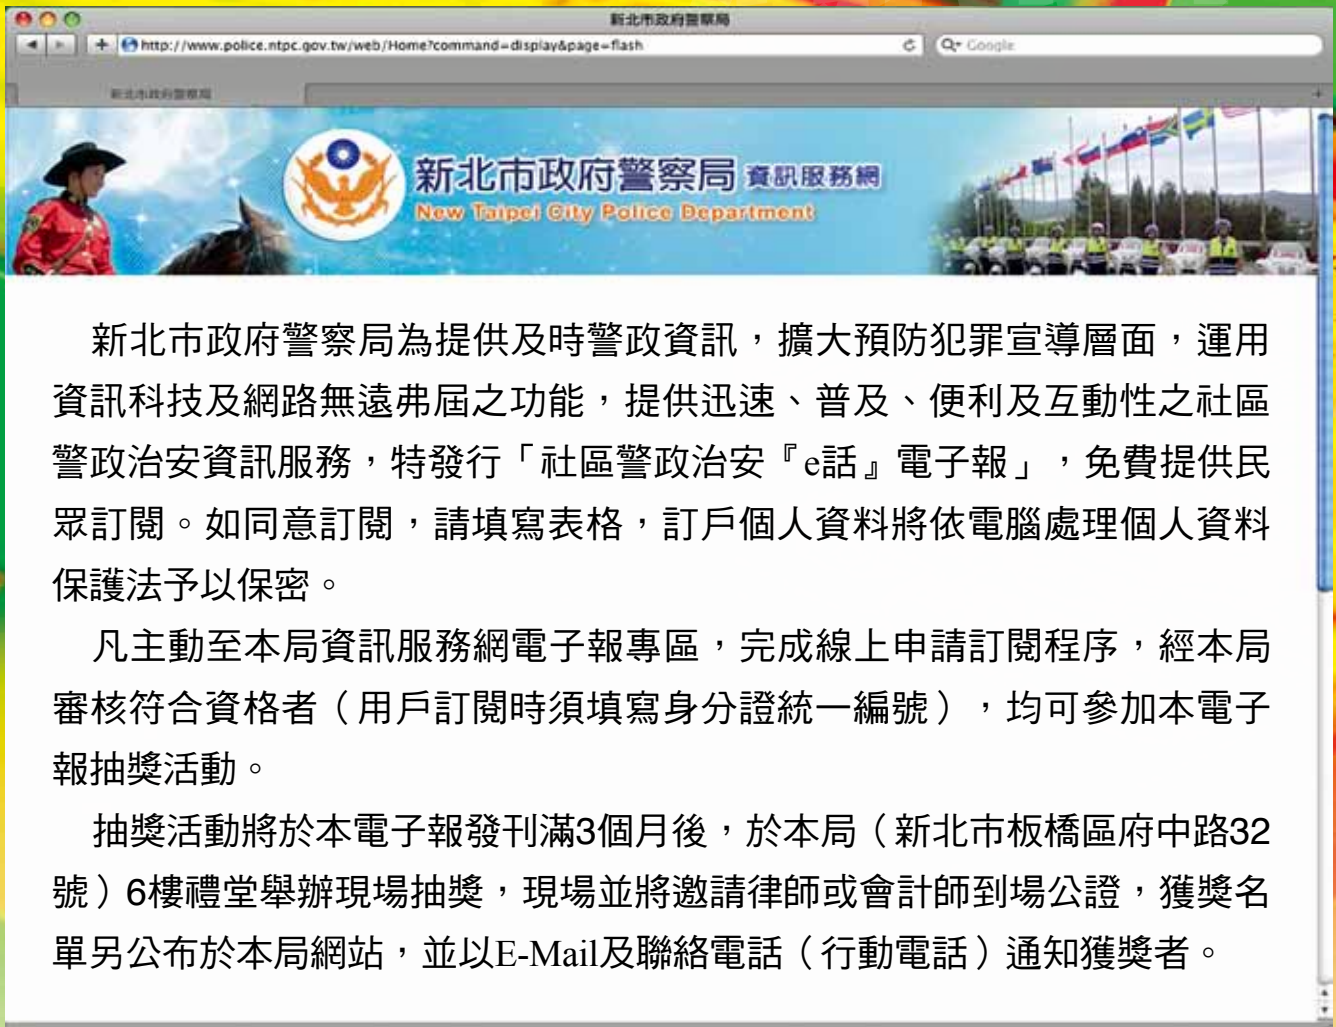 新北市政府警察局
http://www.police.ntpc.gov.tw/web/Home?command=display&page=flash
Google
新北市政府警察局
新北市政府警察局 資訊服務網
New Taipei City Police Department
新北市政府警察局為提供及時警政資訊，擴大預防犯罪宣導層面，運用
資訊科技及網路無遠弗屆之功能，提供迅速、普及、便利及互動性之社區
警政治安資訊服務，特發行「社區警政治安『e話』電子報」，免費提供民
眾訂閱。如同意訂閱，請填寫表格，訂戶個人資料將依電腦處理個人資料
保護法予以保密。
凡主動至本局資訊服務網電子報專區，完成線上申請訂閱程序，經本局
審核符合資格者（用戶訂閱時須填寫身分證統一編號），均可參加本電子
報抽獎活動。
抽獎活動將於本電子報發刊滿3個月後，於本局（新北市板橋區府中路32
號）6樓禮堂舉辦現場抽獎，現場並將邀請律師或會計師到場公證，獲獎名
單另公布於本局網站，並以E-Mail及聯絡電話（行動電話）通知獲獎者。